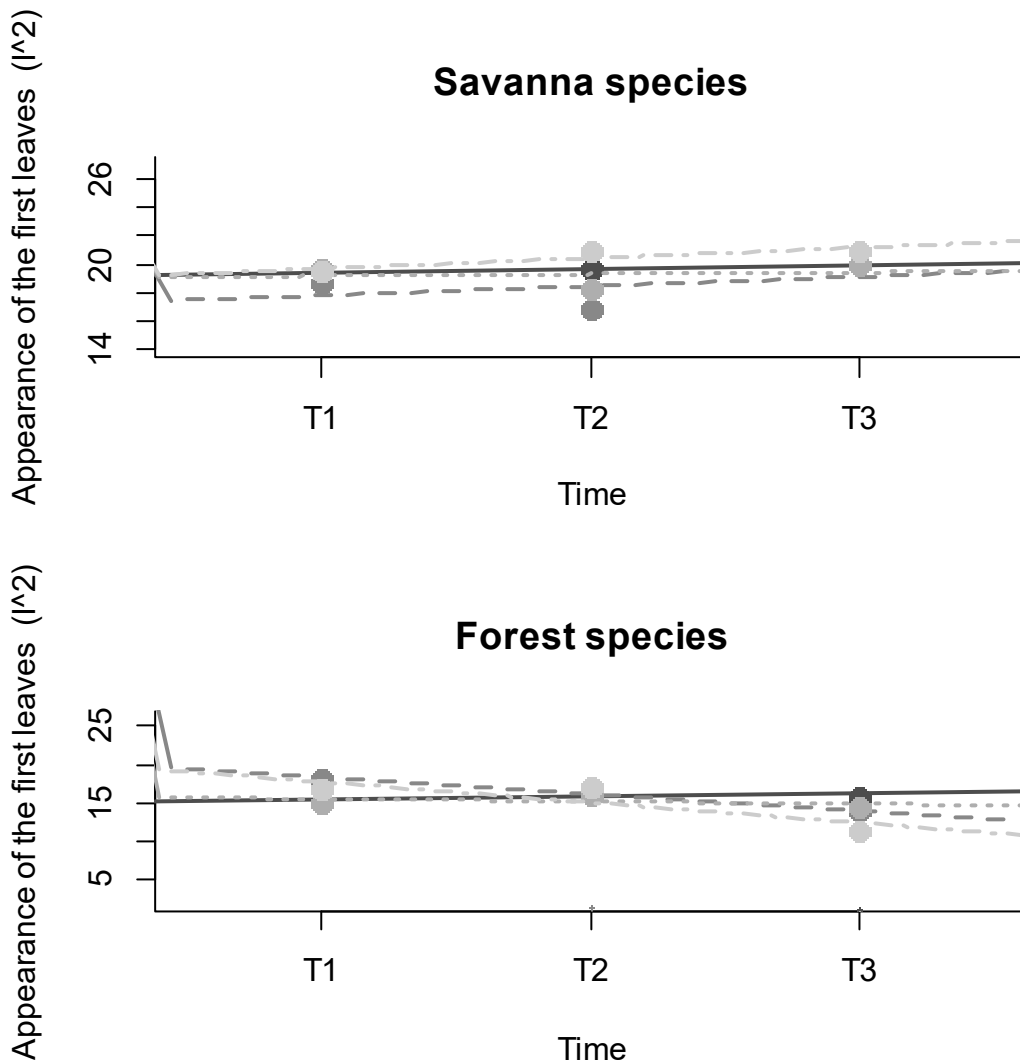 Savanna species
Appearance of the first leaves (l^2)
26
20
14
T1 T2 T3
Time
Forest species
Appearance of the first leaves (l^2)
25
15
5
T1 T2 T3
Time